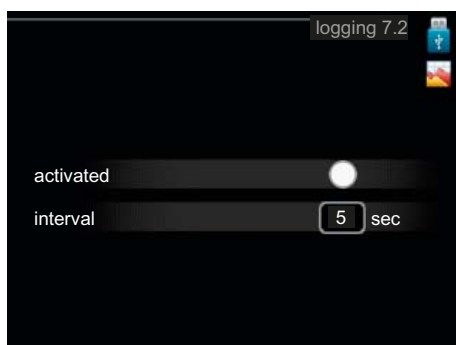 logging 7.2
activated
interval 5 sec